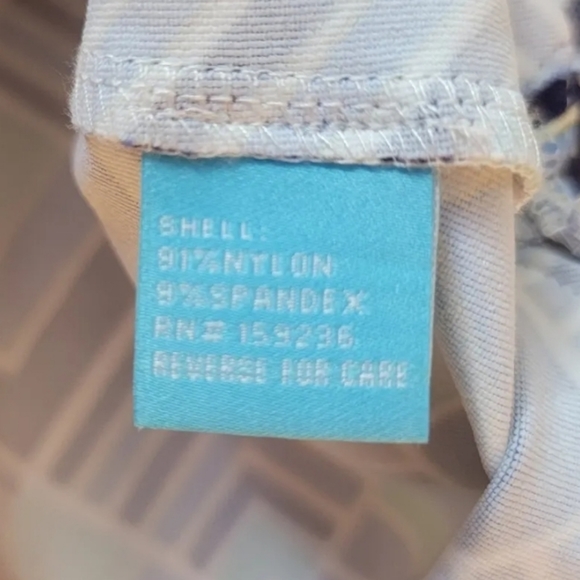 SHELL:
91%NYLON
9%SPANDEX
RN# 159236
REVERSE FOR CARE